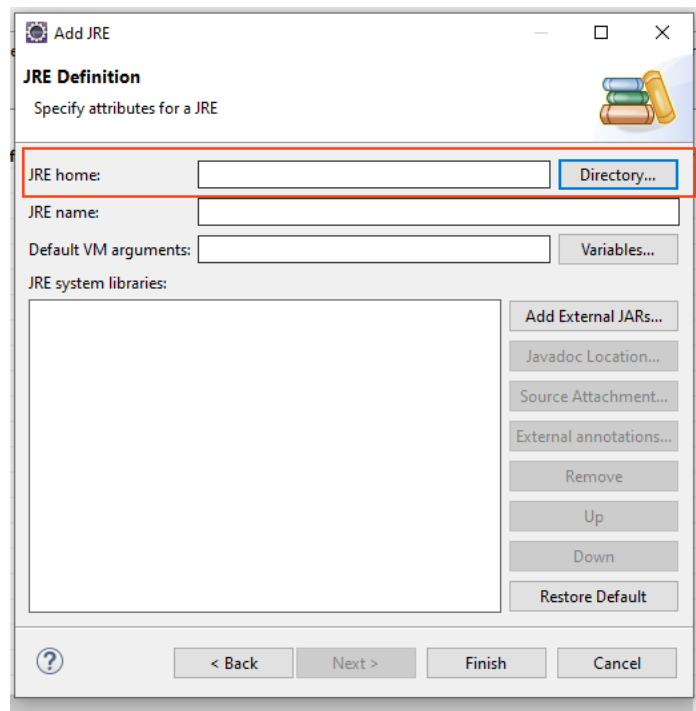 Add JRE
JRE Definition
Specify attributes for a JRE
JRE home:
Directory...
JRE name:
Default VM arguments:
Variables...
JRE system libraries:
Add External JARs...
Javadoc Location...
Source Attachment...
External annotations...
Remove
Up
Down
Restore Default
?
< Back
Next >
Finish
Cancel